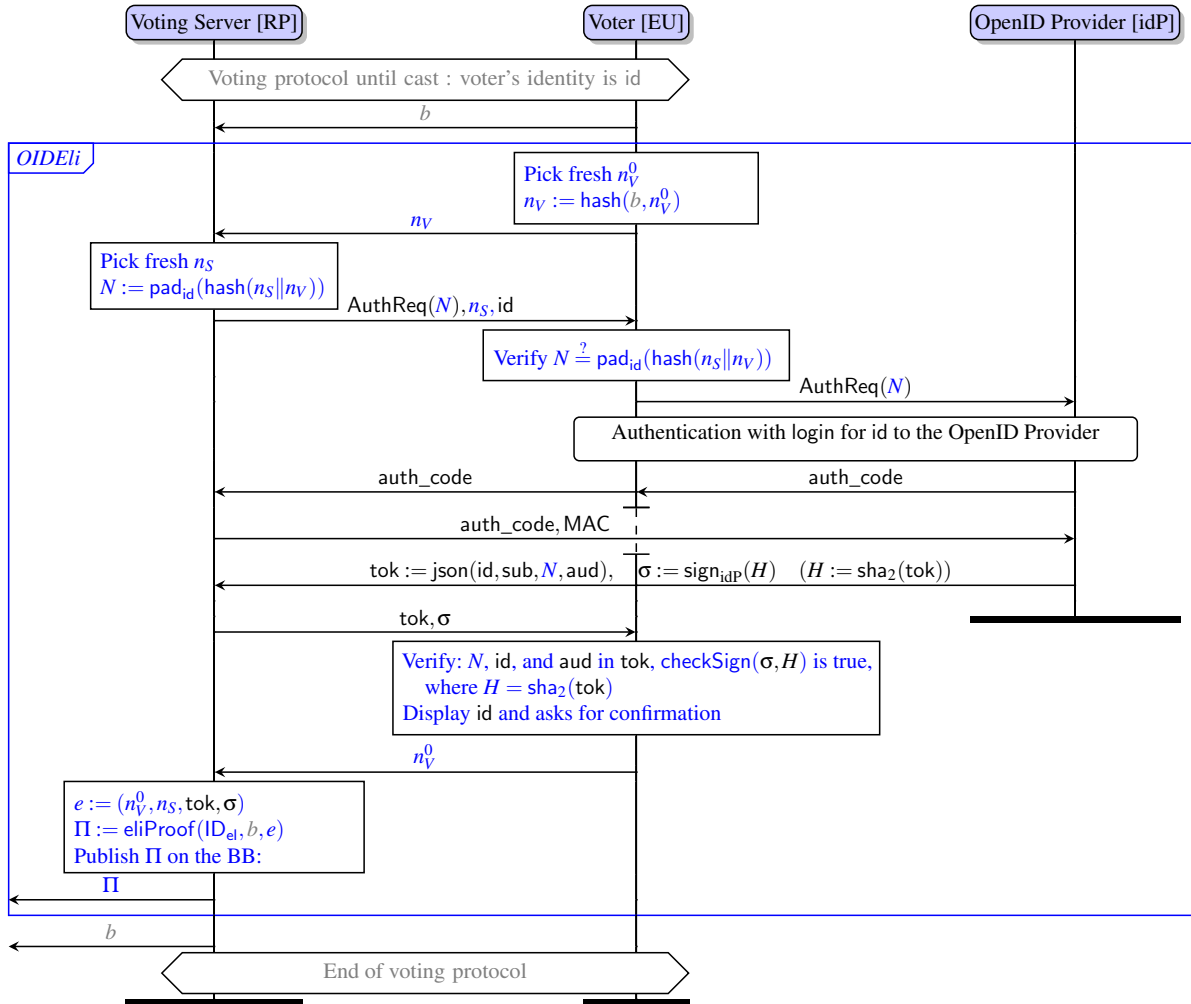 Voting Server [RP]
Voter [EU]
OpenID Provider [idP]
Voting protocol until cast : voter's identity is id
b
OIDEli
Pick fresh n_V^0
n_V := hash(b, n_V^0)
n_V
Pick fresh n_S
N := pad_id(hash(n_S‖n_V))
AuthReq(N), n_S, id
Verify N ≟ pad_id(hash(n_S‖n_V))
AuthReq(N)
Authentication with login for id to the OpenID Provider
auth_code
auth_code
auth_code, MAC
tok := json(id, sub, N, aud), σ := sign_idP(H) (H := sha_2(tok))
tok, σ
Verify: N, id, and aud in tok, checkSign(σ, H) is true,
where H = sha_2(tok)
Display id and asks for confirmation
n_V^0
e := (n_V^0, n_S, tok, σ)
Π := eliProof(ID_el, b, e)
Publish Π on the BB:
Π
b
End of voting protocol